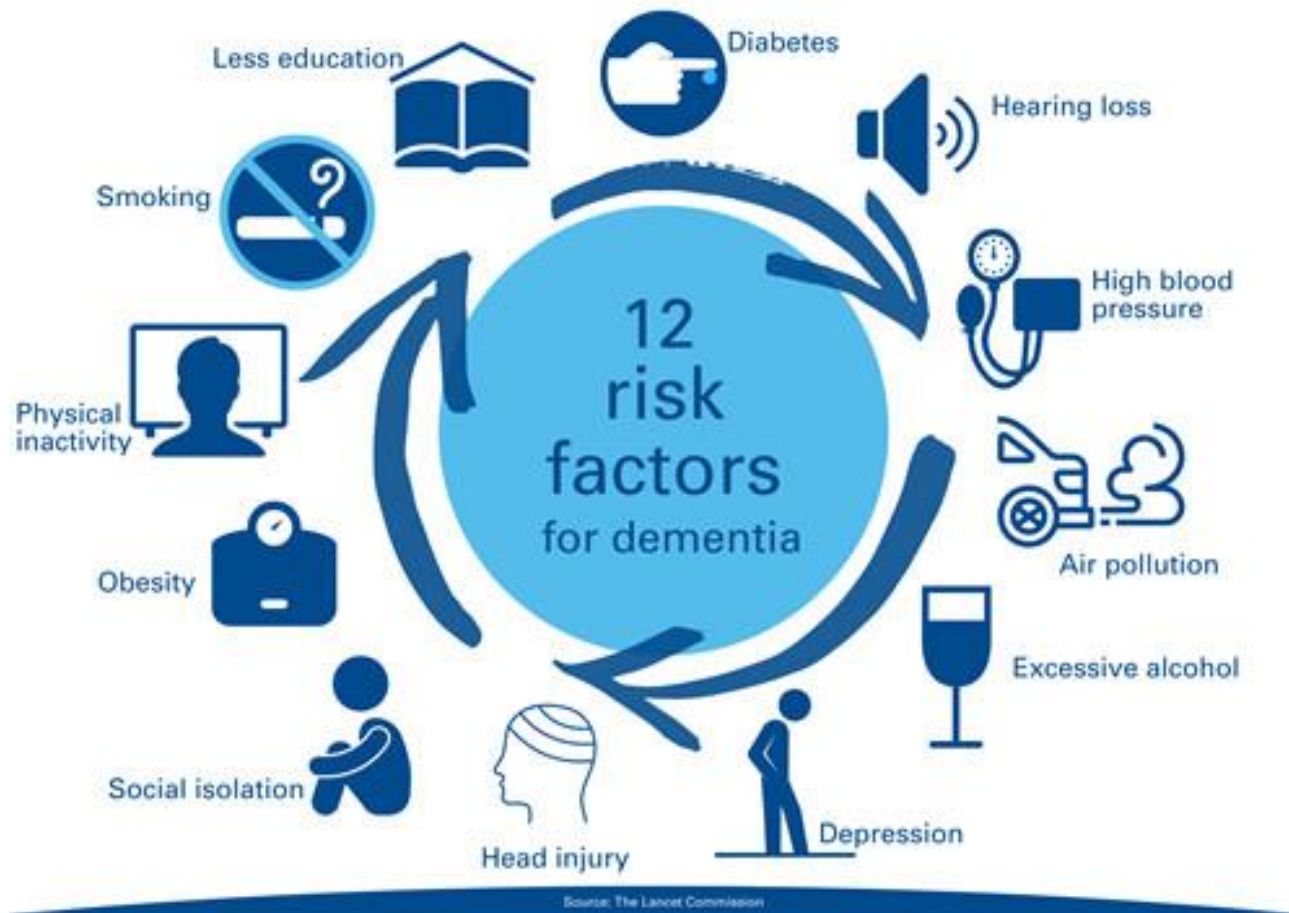 Less education
Diabetes
Hearing loss
Smoking
High blood
pressure
12
risk
factors
for dementia
Physical
inactivity
Air pollution
Obesity
Excessive alcohol
Social isolation
Depression
Head injury
Source: The Lancet Commission